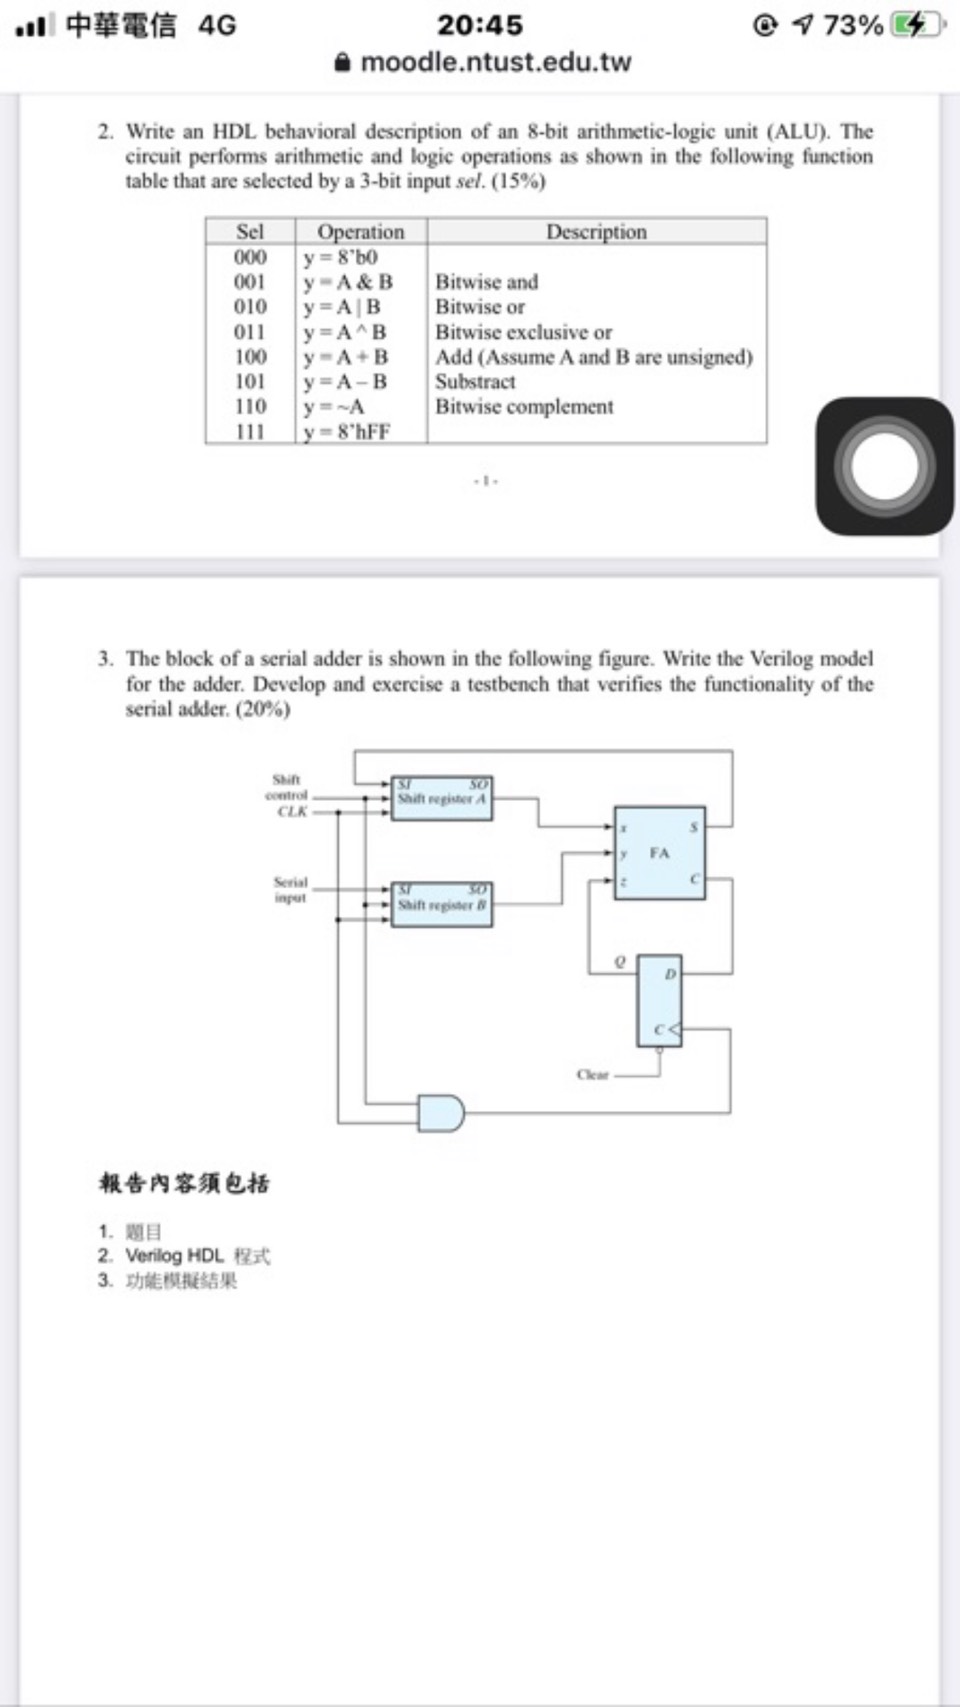 中華電信 4G 20:45 73%
moodle.ntust.edu.tw
2. Write an HDL behavioral description of an 8-bit arithmetic-logic unit (ALU). The
circuit performs arithmetic and logic operations as shown in the following function
table that are selected by a 3-bit input sel. (15%)
Sel Operation Description
000 y = 8'b0
001 y = A & B Bitwise and
010 y = A | B Bitwise or
011 y = A ^ B Bitwise exclusive or
100 y = A + B Add (Assume A and B are unsigned)
101 y = A – B Substract
110 y = ~A Bitwise complement
111 y = 8'hFF
- 1 -
3. The block of a serial adder is shown in the following figure. Write the Verilog model
for the adder. Develop and exercise a testbench that verifies the functionality of the
serial adder. (20%)
Shift
control
CLK
SI SO
Shift register A
x S
y FA
z C
Serial
input
SI SO
Shift register B
Q
D
C
Clear
報告內容須包括
1. 題目
2. Verilog HDL 程式
3. 功能模擬結果